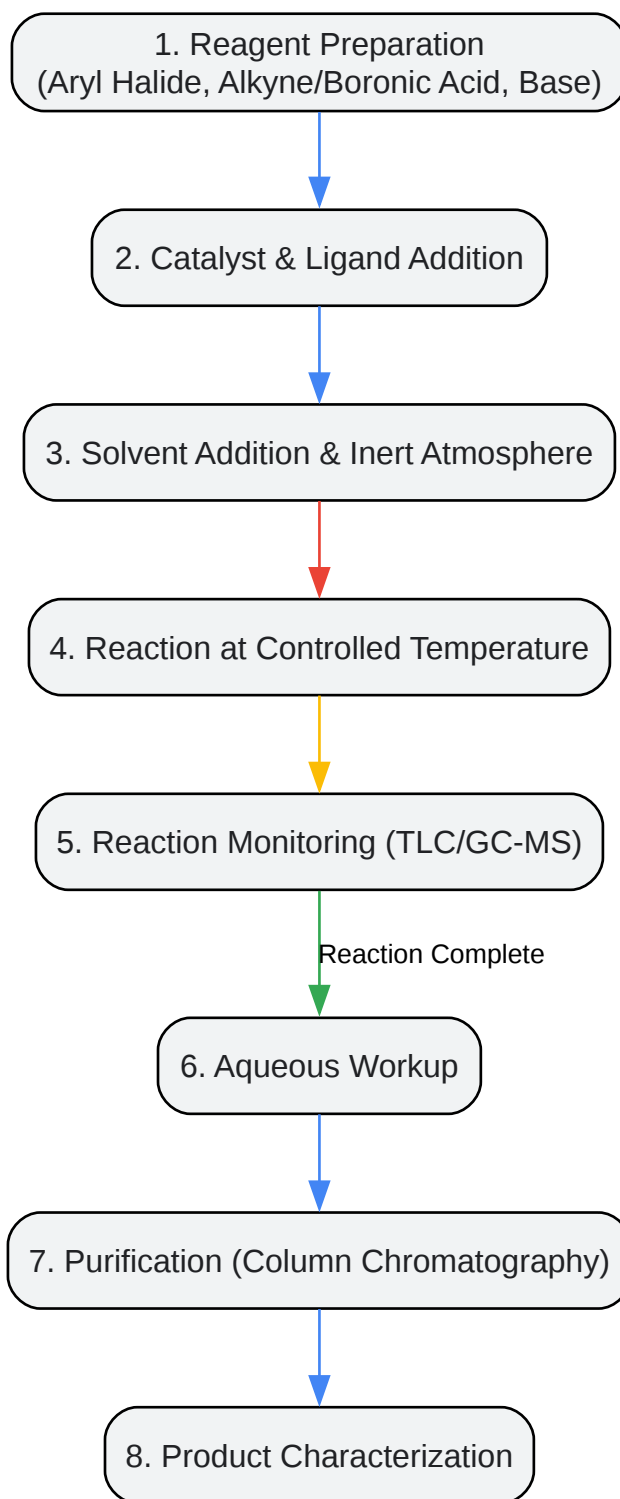 1. Reagent Preparation
(Aryl Halide, Alkyne/Boronic Acid, Base)
2. Catalyst & Ligand Addition
3. Solvent Addition & Inert Atmosphere
4. Reaction at Controlled Temperature
5. Reaction Monitoring (TLC/GC-MS)
Reaction Complete
6. Aqueous Workup
7. Purification (Column Chromatography)
8. Product Characterization